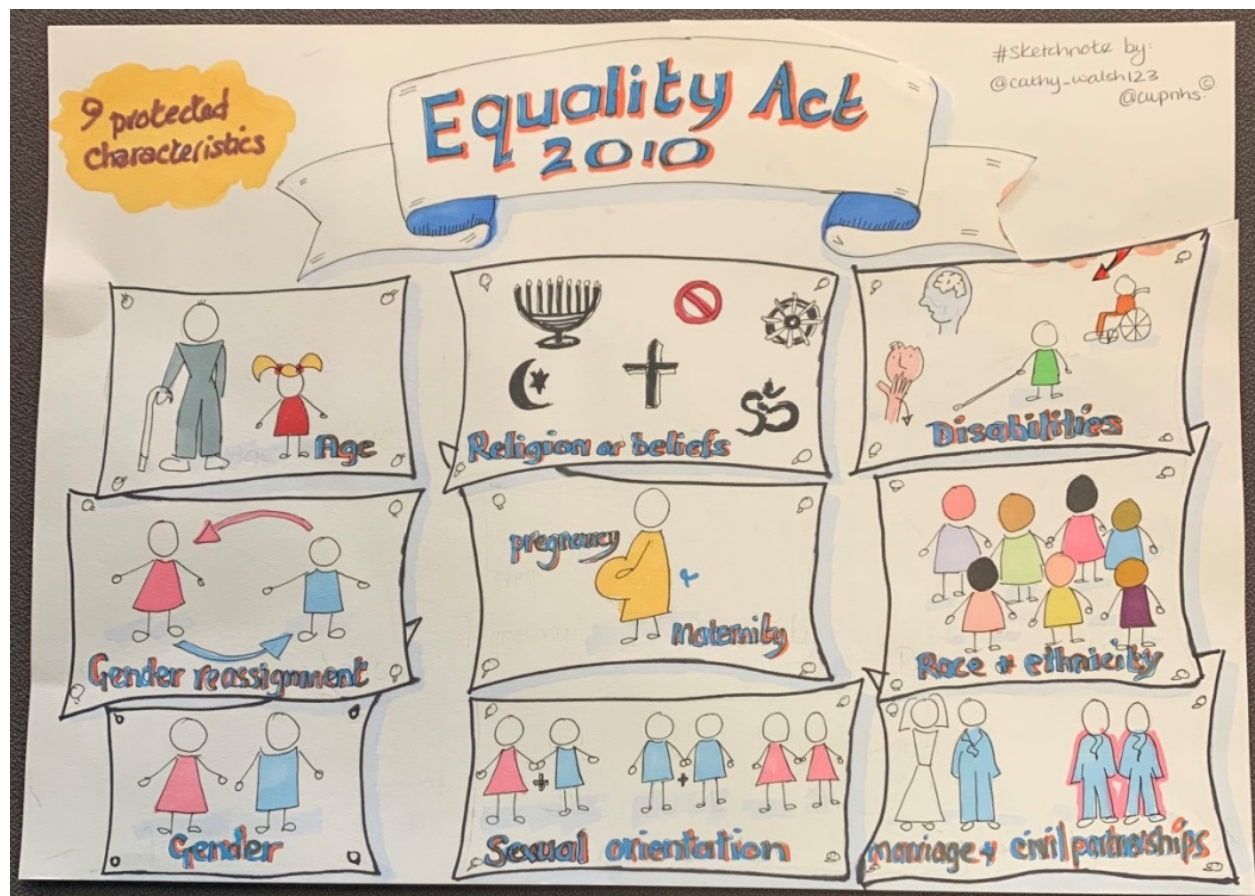 9 protected
characteristics
Equality Act
2010
#sketchnote by:
@cathy_walsh123
@cwpnhs.©
Age
Religion or beliefs
Disabilities
Gender reassignment
pregnancy
+
maternity
Race + ethnicity
Gender
Sexual orientation
marriage + civil partnerships